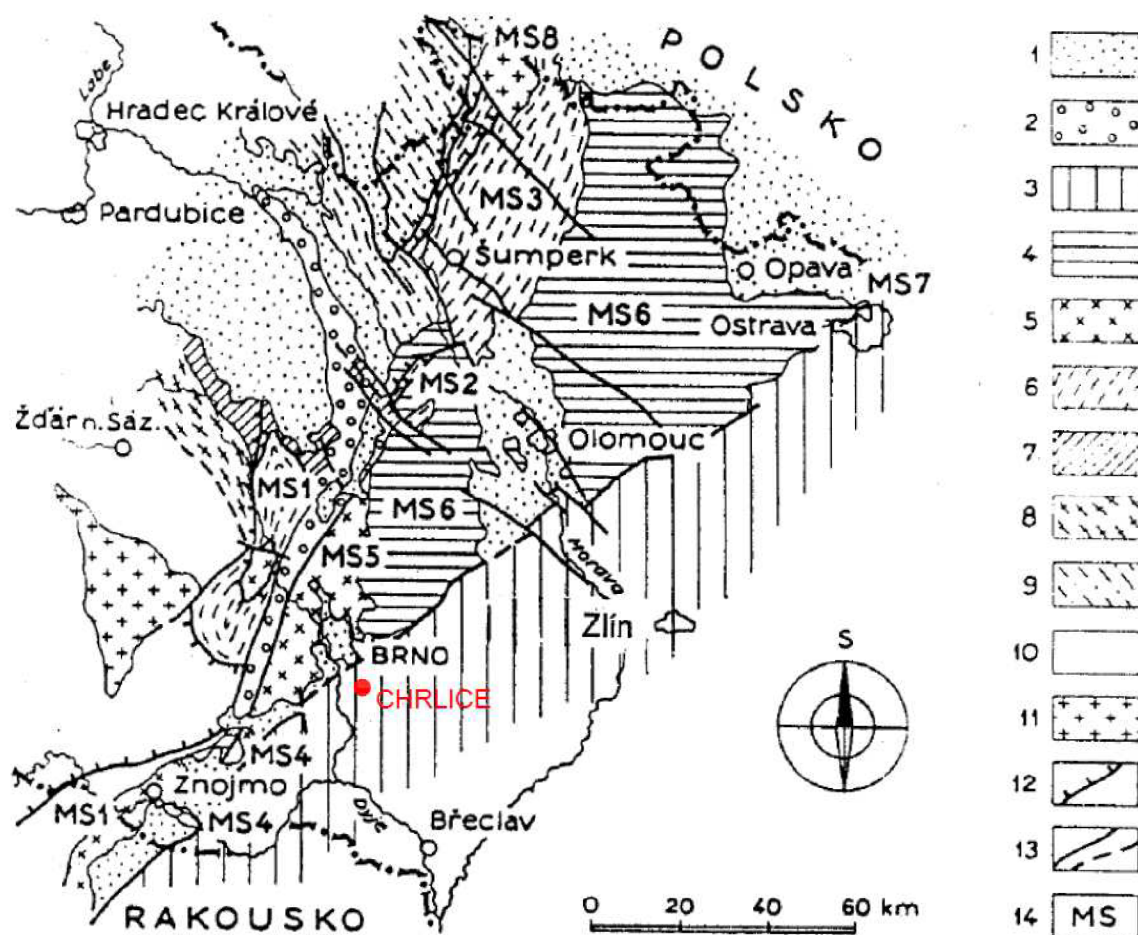 MS8
POLSKO
Labe
Hradec Králové
Pardubice
MS3
Šumperk
Opava
MS7
MS6
Ostrava
MS2
Žďár n. Sáz.
Olomouc
MS1
MS6
MS5
Morava
Zlín
BRNO
CHRLICE
S
MS4
Znojmo
MS1
MS4
Dyje
Břeclav
RAKOUSKO
0 20 40 60 km
1
2
3
4
5
6
7
8
9
10
11
12
13
14 MS